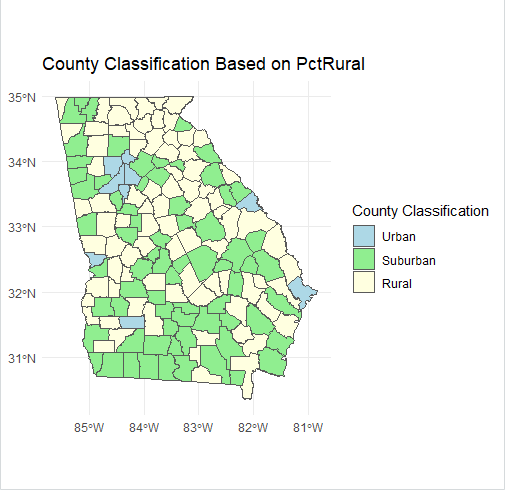 County Classification Based on PctRural
35°N
34°N
33°N
32°N
31°N
85°W 84°W 83°W 82°W 81°W
County Classification
Urban
Suburban
Rural